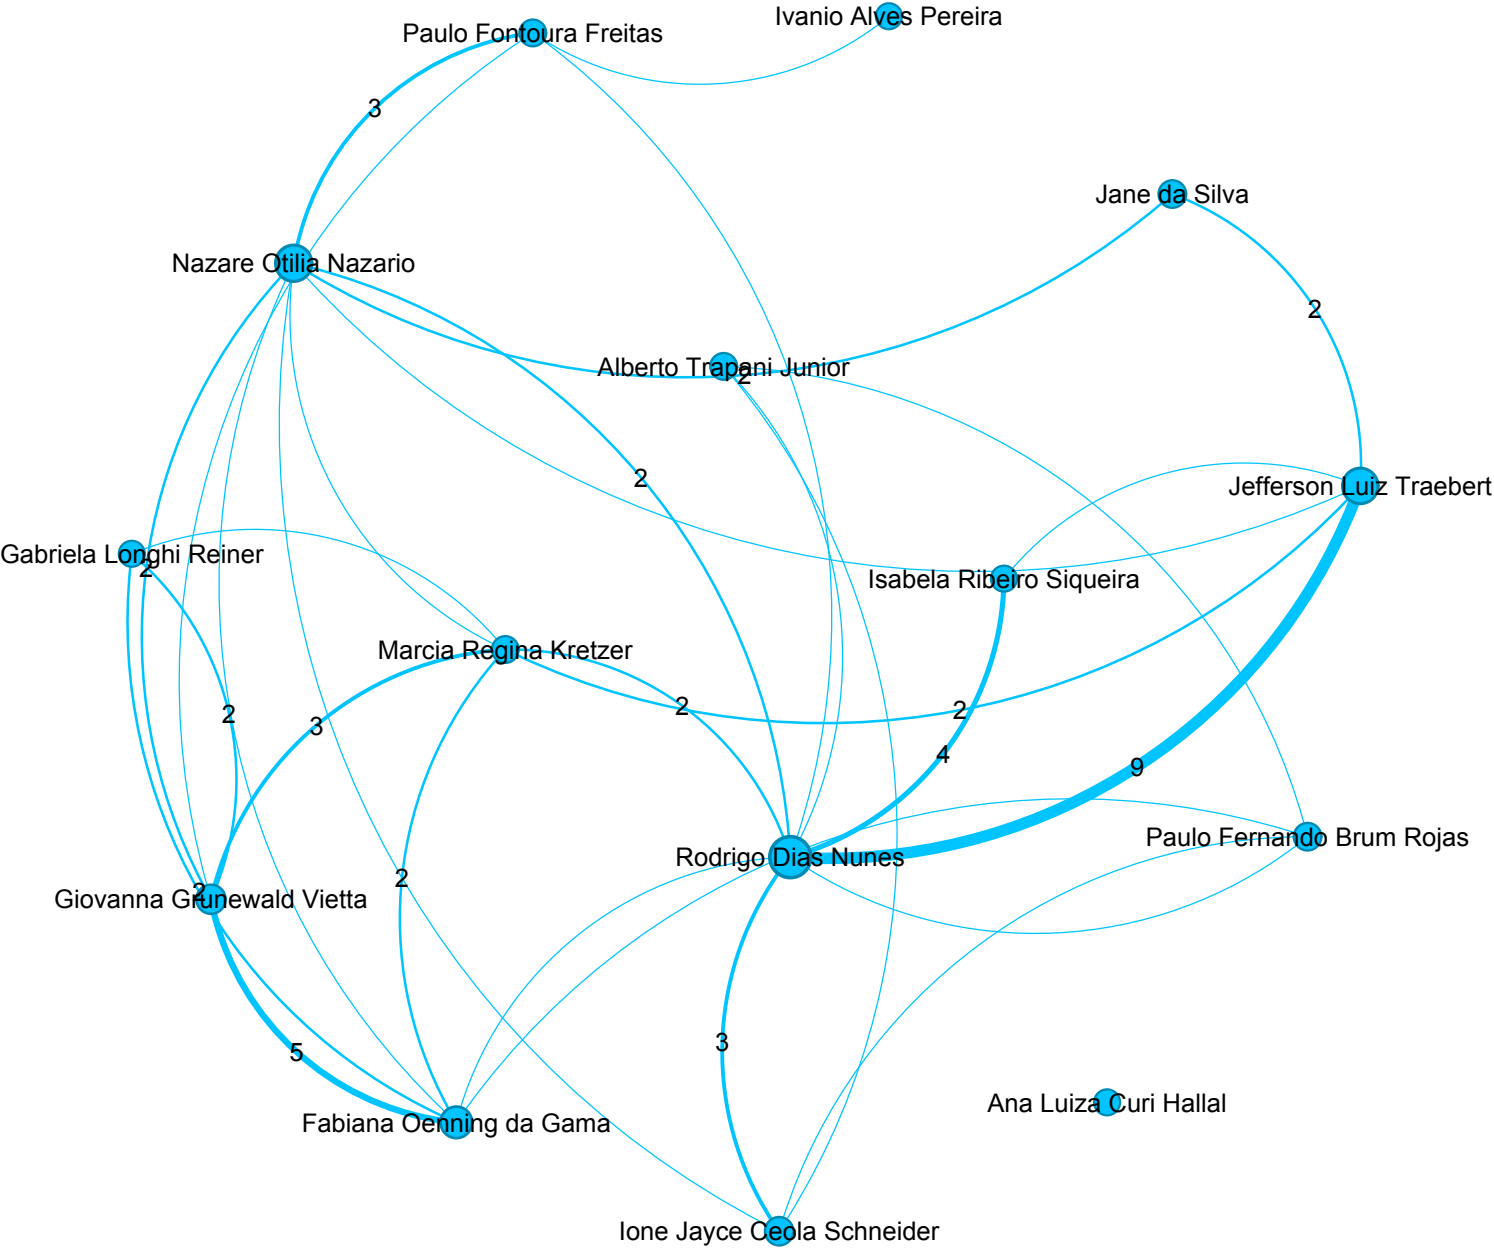 Ivanio Alves Pereira
Paulo Fontoura Freitas
3
Jane da Silva
Nazare Otilia Nazario
2
Alberto Trapani Junior
2
2
Jefferson Luiz Traebert
Gabriela Longhi Reiner
2
Isabela Ribeiro Siqueira
Marcia Regina Kretzer
2
2
2
3
4
9
Paulo Fernando Brum Rojas
Rodrigo Dias Nunes
2
2
Giovanna Grunewald Vietta
3
5
Ana Luiza Curi Hallal
Fabiana Oenning da Gama
Ione Jayce Ceola Schneider